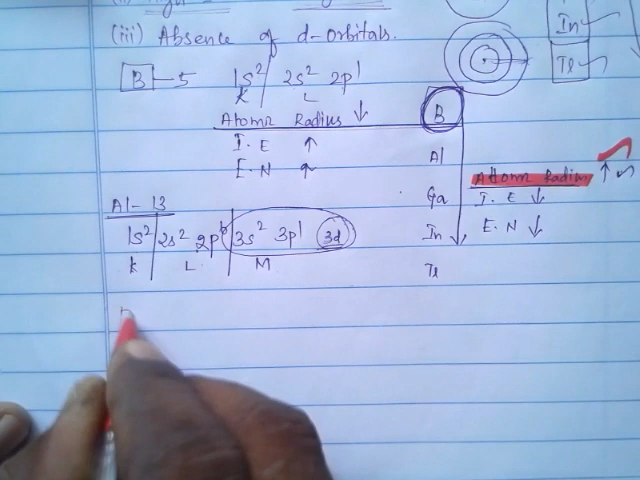 (iii) Absence of d-orbitals.
In
Tl
B - 5 1s² 2s² 2p¹
K L
Atomic Radius ↓
I. E ↑
E. N ↑
B
Al
Ga
In
Tl
Atomic Radius ↑
I. E ↓
E. N ↓
Al - 13
1s² 2s² 2p⁶ 3s² 3p¹ 3d
K L M